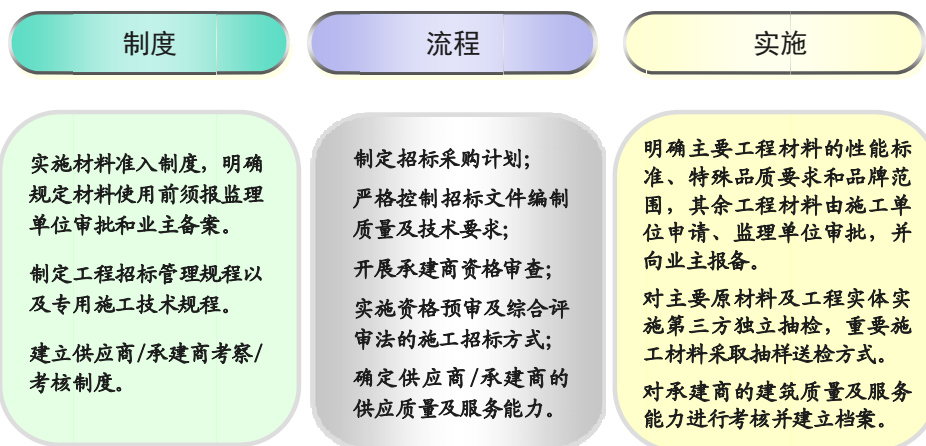 制度
实施材料准入制度，明确
规定材料使用前须报监理
单位审批和业主备案。
制定工程招标管理规程以
及专用施工技术规程。
建立供应商/承建商考察/
考核制度。
流程
制定招标采购计划；
严格控制招标文件编制
质量及技术要求；
开展承建商资格审查；
实施资格预审及综合评
审法的施工招标方式；
确定供应商/承建商的
供应质量及服务能力。
实施
明确主要工程材料的性能标
准、特殊品质要求和品牌范
围，其余工程材料由施工单
位申请、监理单位审批，并
向业主报备。
对主要原材料及工程实体实
施第三方独立抽检，重要施
工材料采取抽样送检方式。
对承建商的建筑质量及服务
能力进行考核并建立档案。